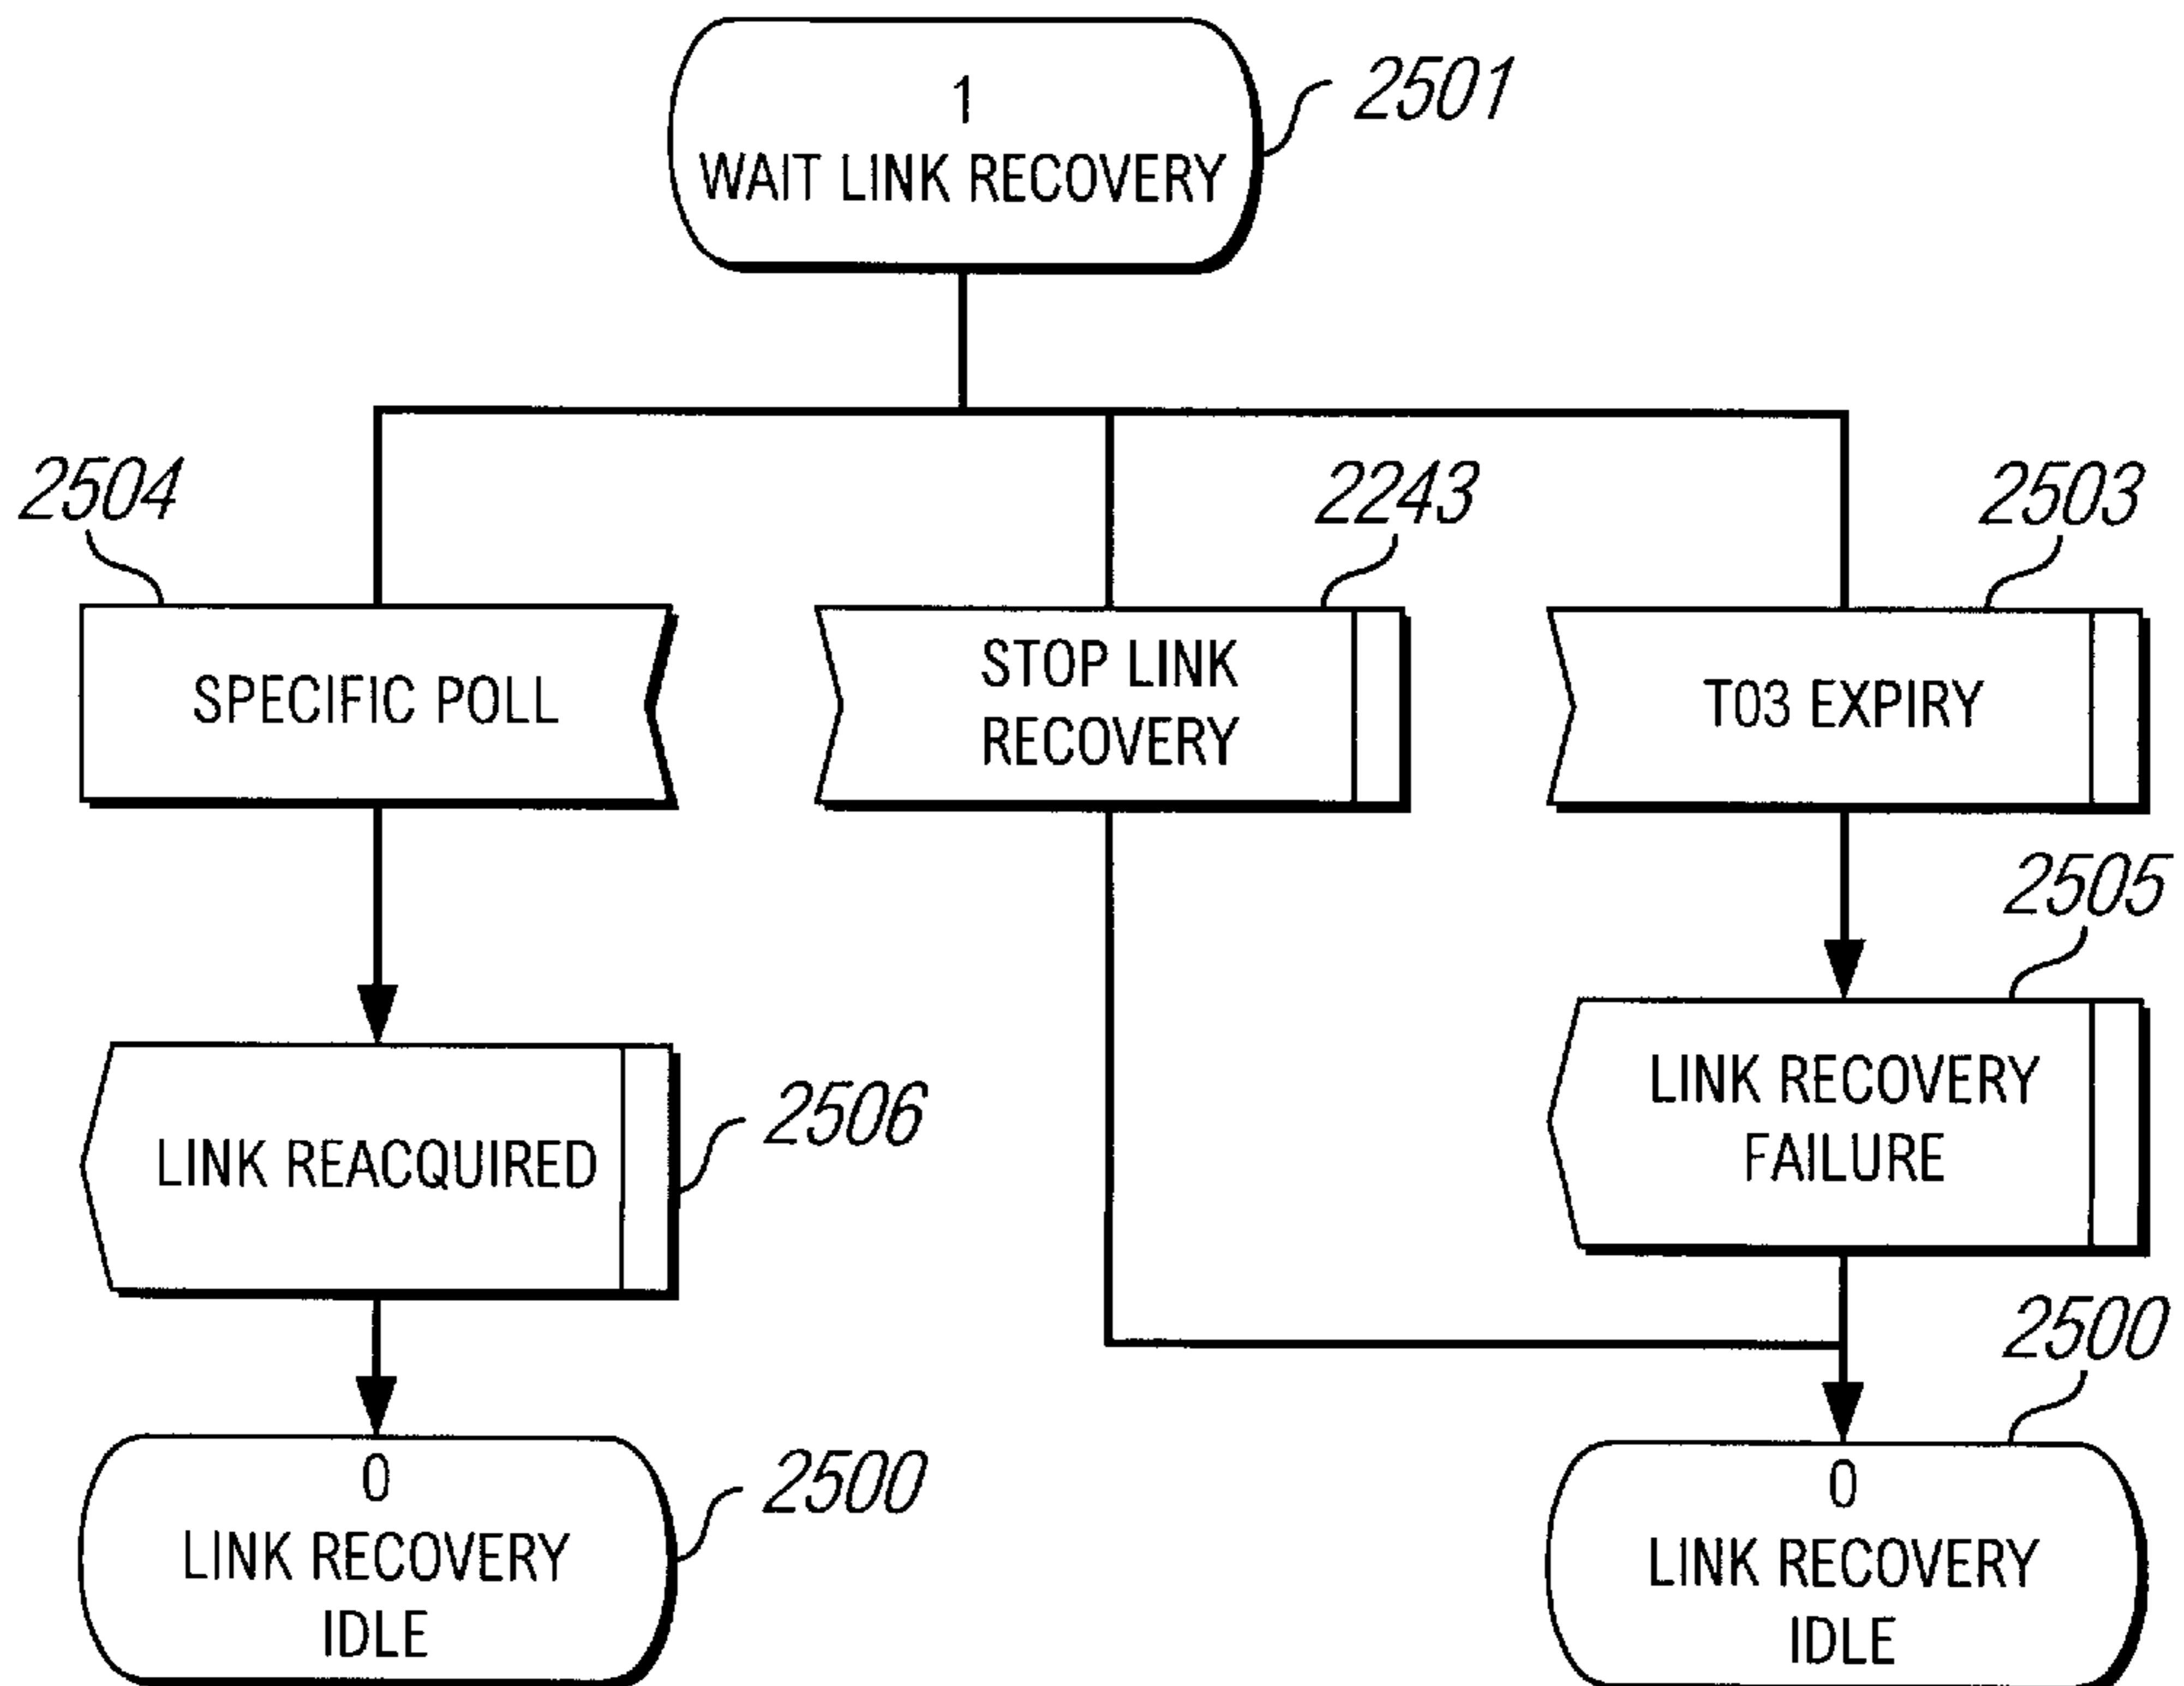 1
WAIT LINK RECOVERY
2501
2504
2243
2503
SPECIFIC POLL
STOP LINK
RECOVERY
T03 EXPIRY
2505
LINK REACQUIRED
2506
LINK RECOVERY
FAILURE
2500
0
LINK RECOVERY
IDLE
2500
0
LINK RECOVERY
IDLE